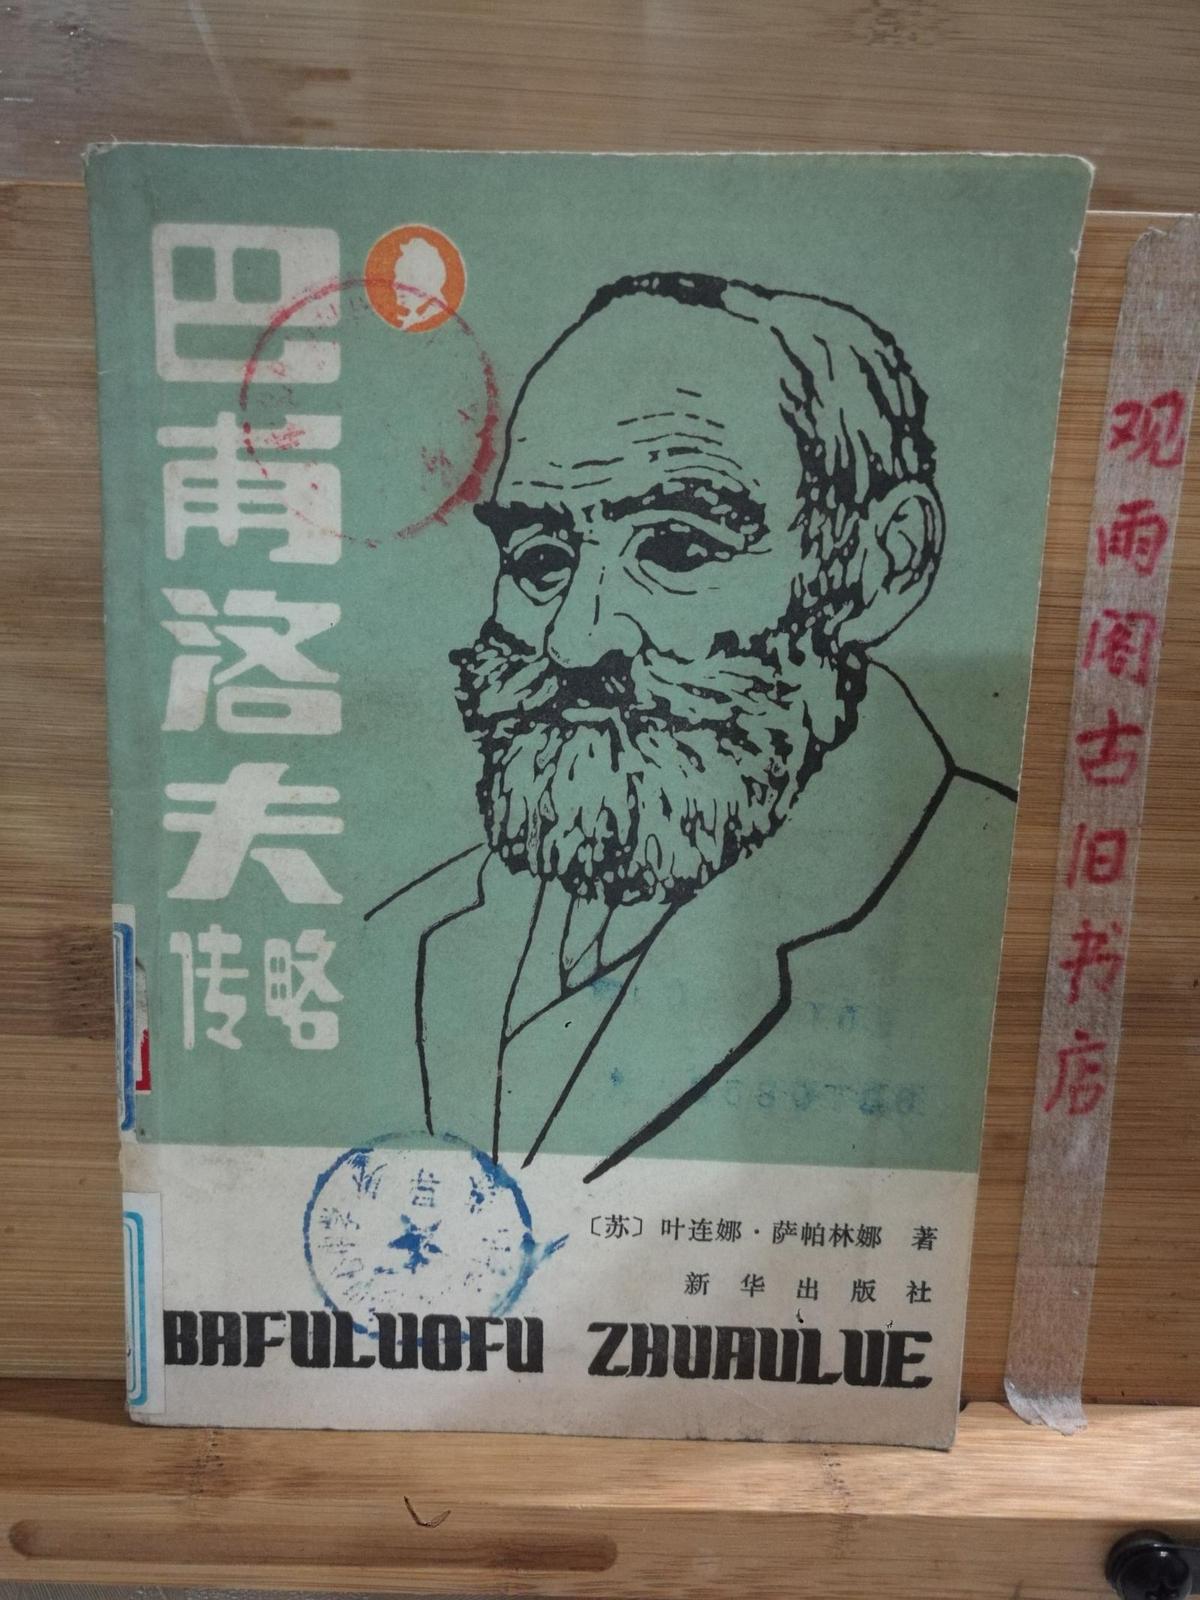 巴甫洛夫
传略
〔苏〕叶连娜·萨帕林娜 著
新华出版社
BAFULUOFU ZHUAULUE
观雨阁古旧书店